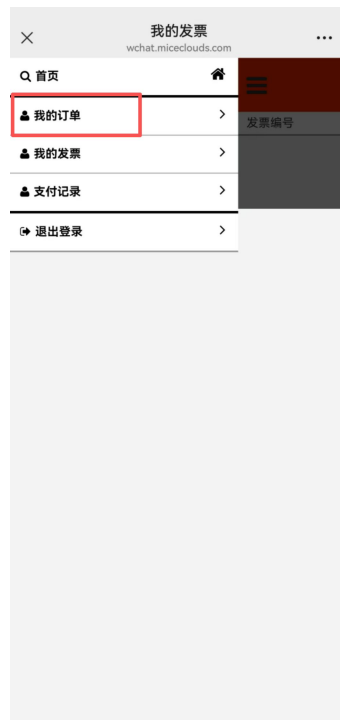 我的发票
wchat.miceclouds.com
首页
我的订单
发票编号
我的发票
支付记录
退出登录